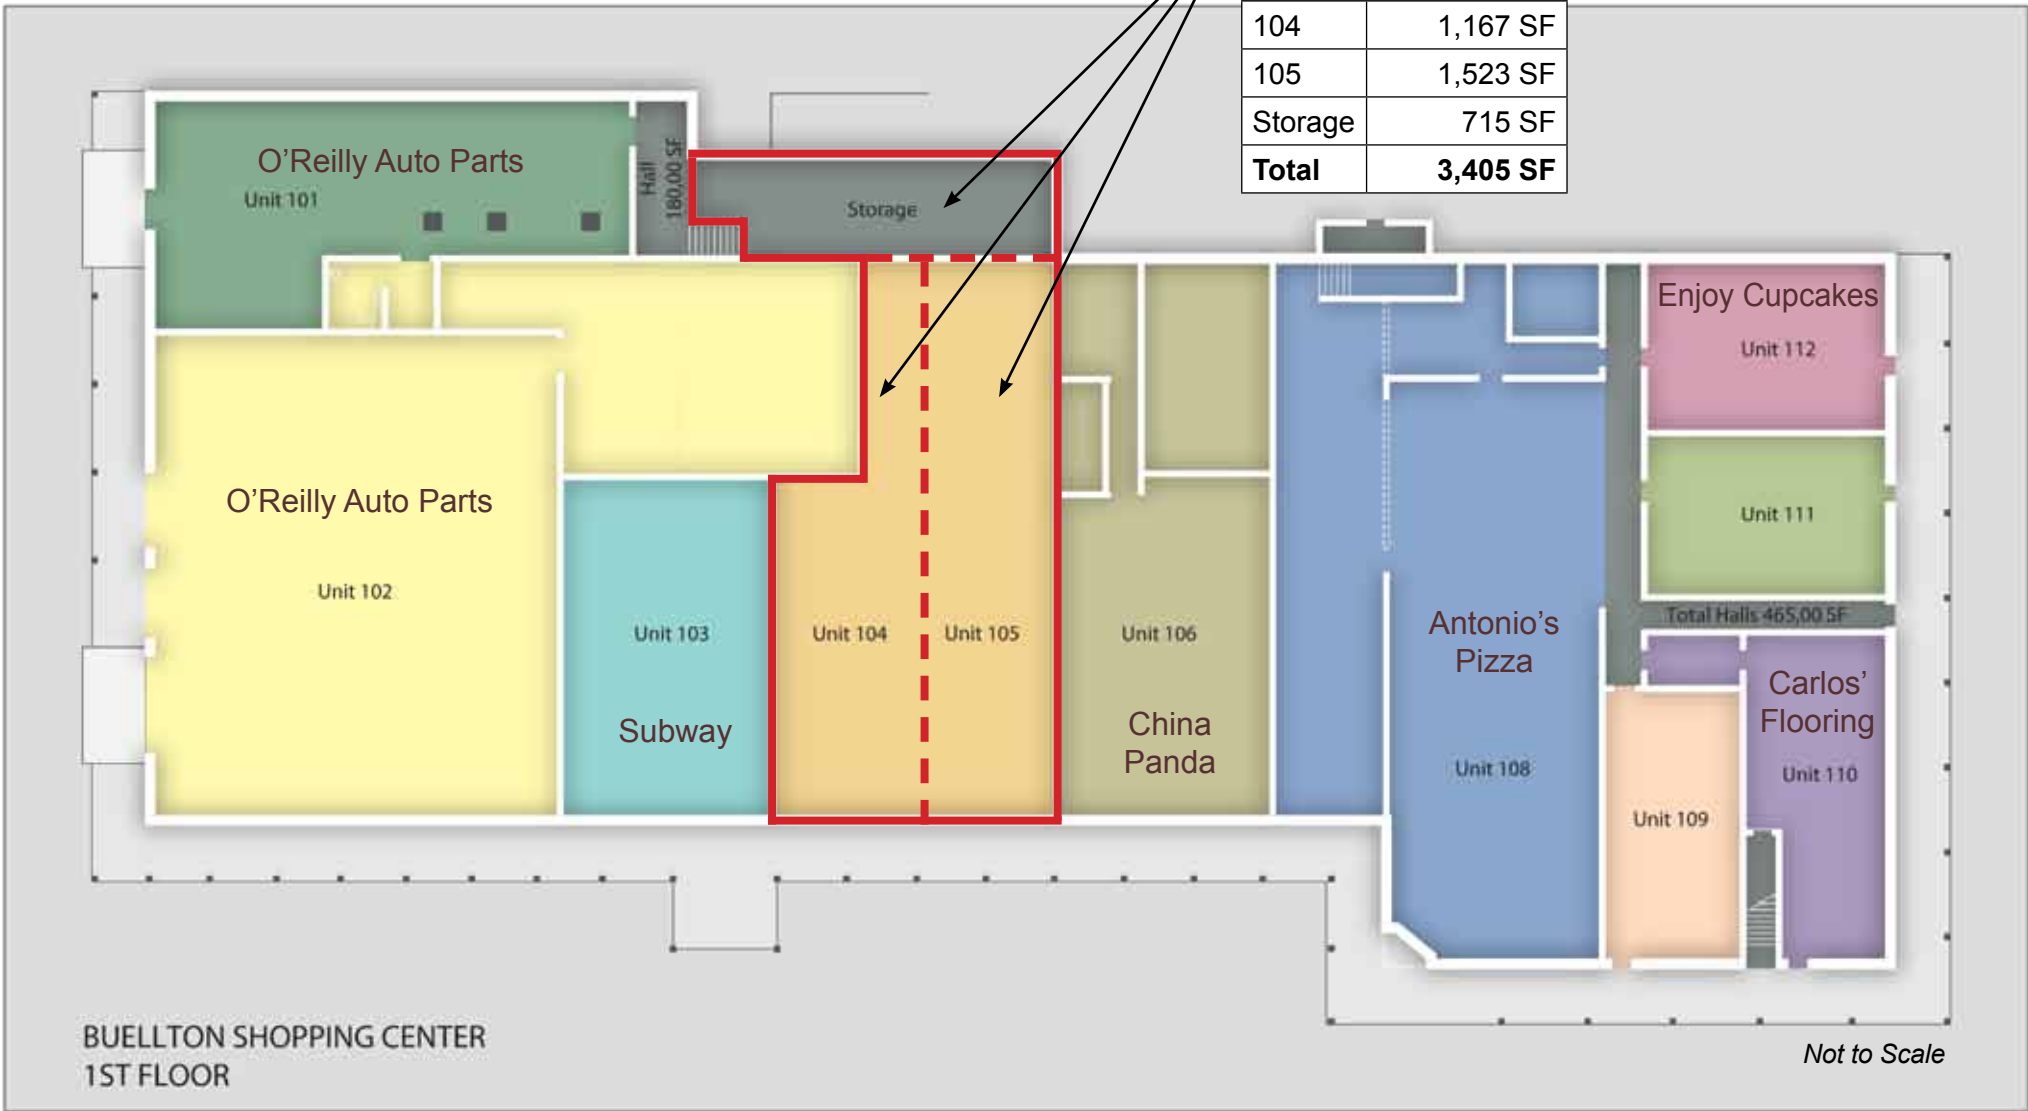 104 1,167 SF
105 1,523 SF
Storage 715 SF
Total 3,405 SF
O'Reilly Auto Parts
Unit 101
Hall
180,00 SF
Storage
Enjoy Cupcakes
Unit 112
O'Reilly Auto Parts
Unit 102
Unit 111
Total Halls 465,00 SF
Unit 103
Subway
Unit 104
Unit 105
Unit 106
China
Panda
Antonio's
Pizza
Unit 108
Carlos'
Flooring
Unit 110
Unit 109
BUELLTON SHOPPING CENTER
1ST FLOOR
Not to Scale